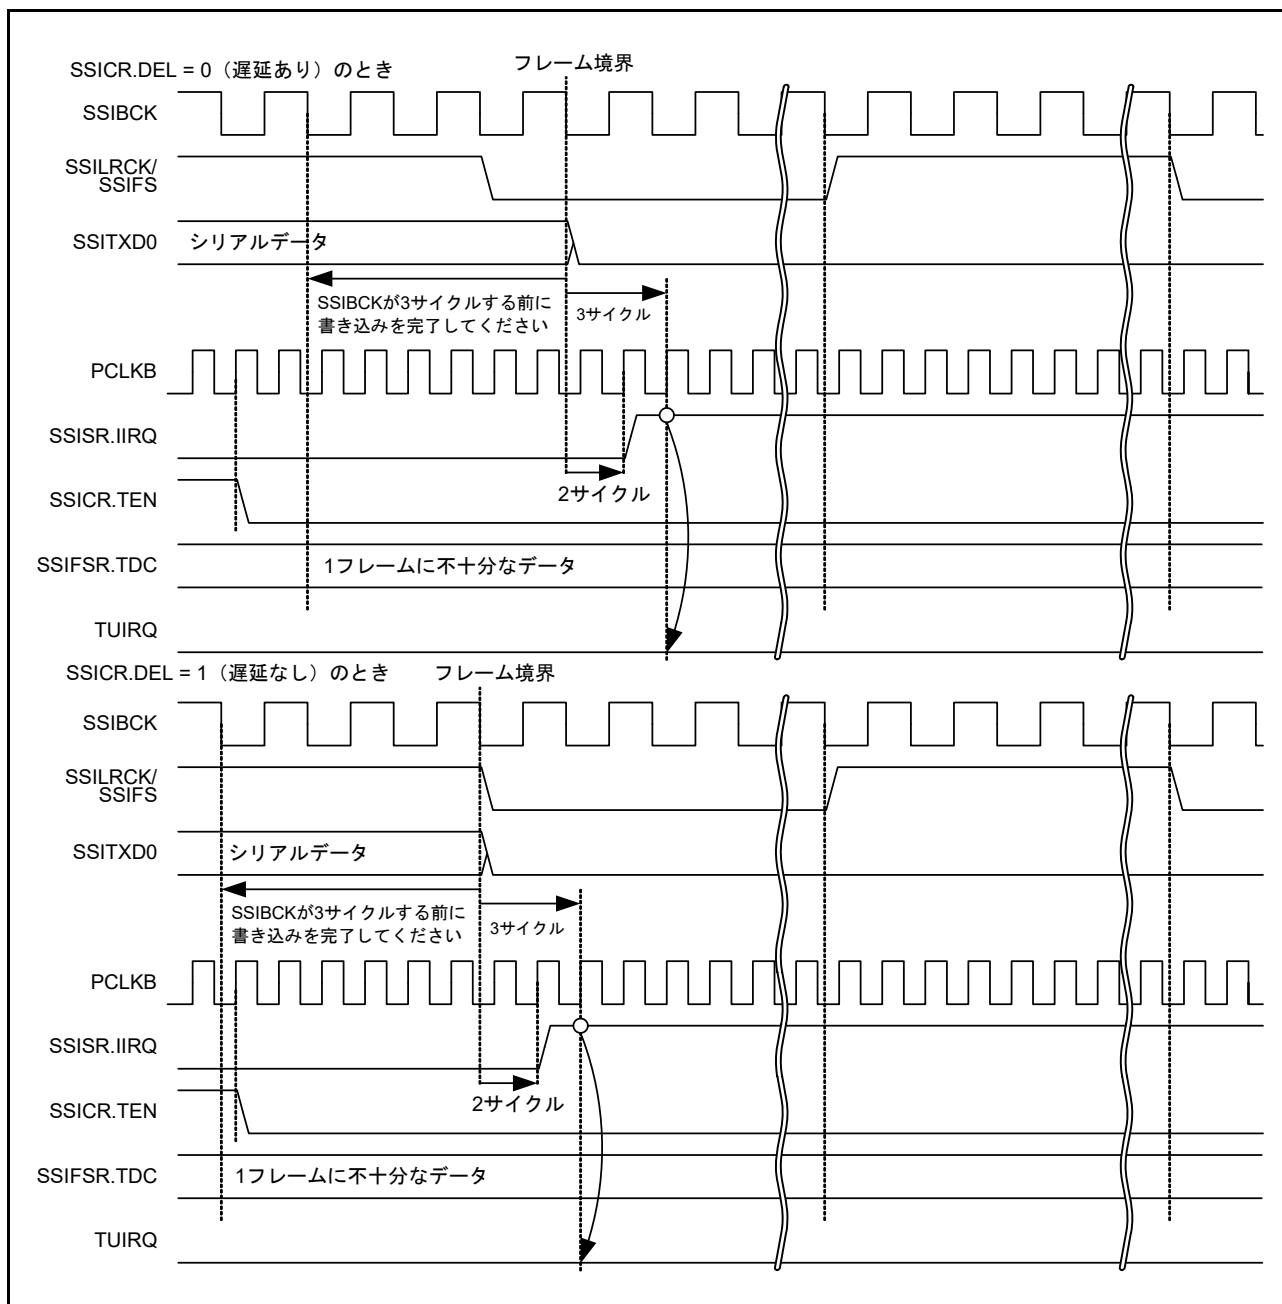 SSICR.DEL = 0（遅延あり）のとき
フレーム境界
SSIBCK
SSILRCK/
SSIFS
SSITXD0
シリアルデータ
SSIBCKが3サイクルする前に
書き込みを完了してください
3サイクル
PCLKB
SSISR.IIRQ
2サイクル
SSICR.TEN
SSIFSR.TDC
1フレームに不十分なデータ
TUIRQ
SSICR.DEL = 1（遅延なし）のとき
フレーム境界
SSIBCK
SSILRCK/
SSIFS
SSITXD0
シリアルデータ
SSIBCKが3サイクルする前に
書き込みを完了してください
3サイクル
PCLKB
SSISR.IIRQ
2サイクル
SSICR.TEN
SSIFSR.TDC
1フレームに不十分なデータ
TUIRQ